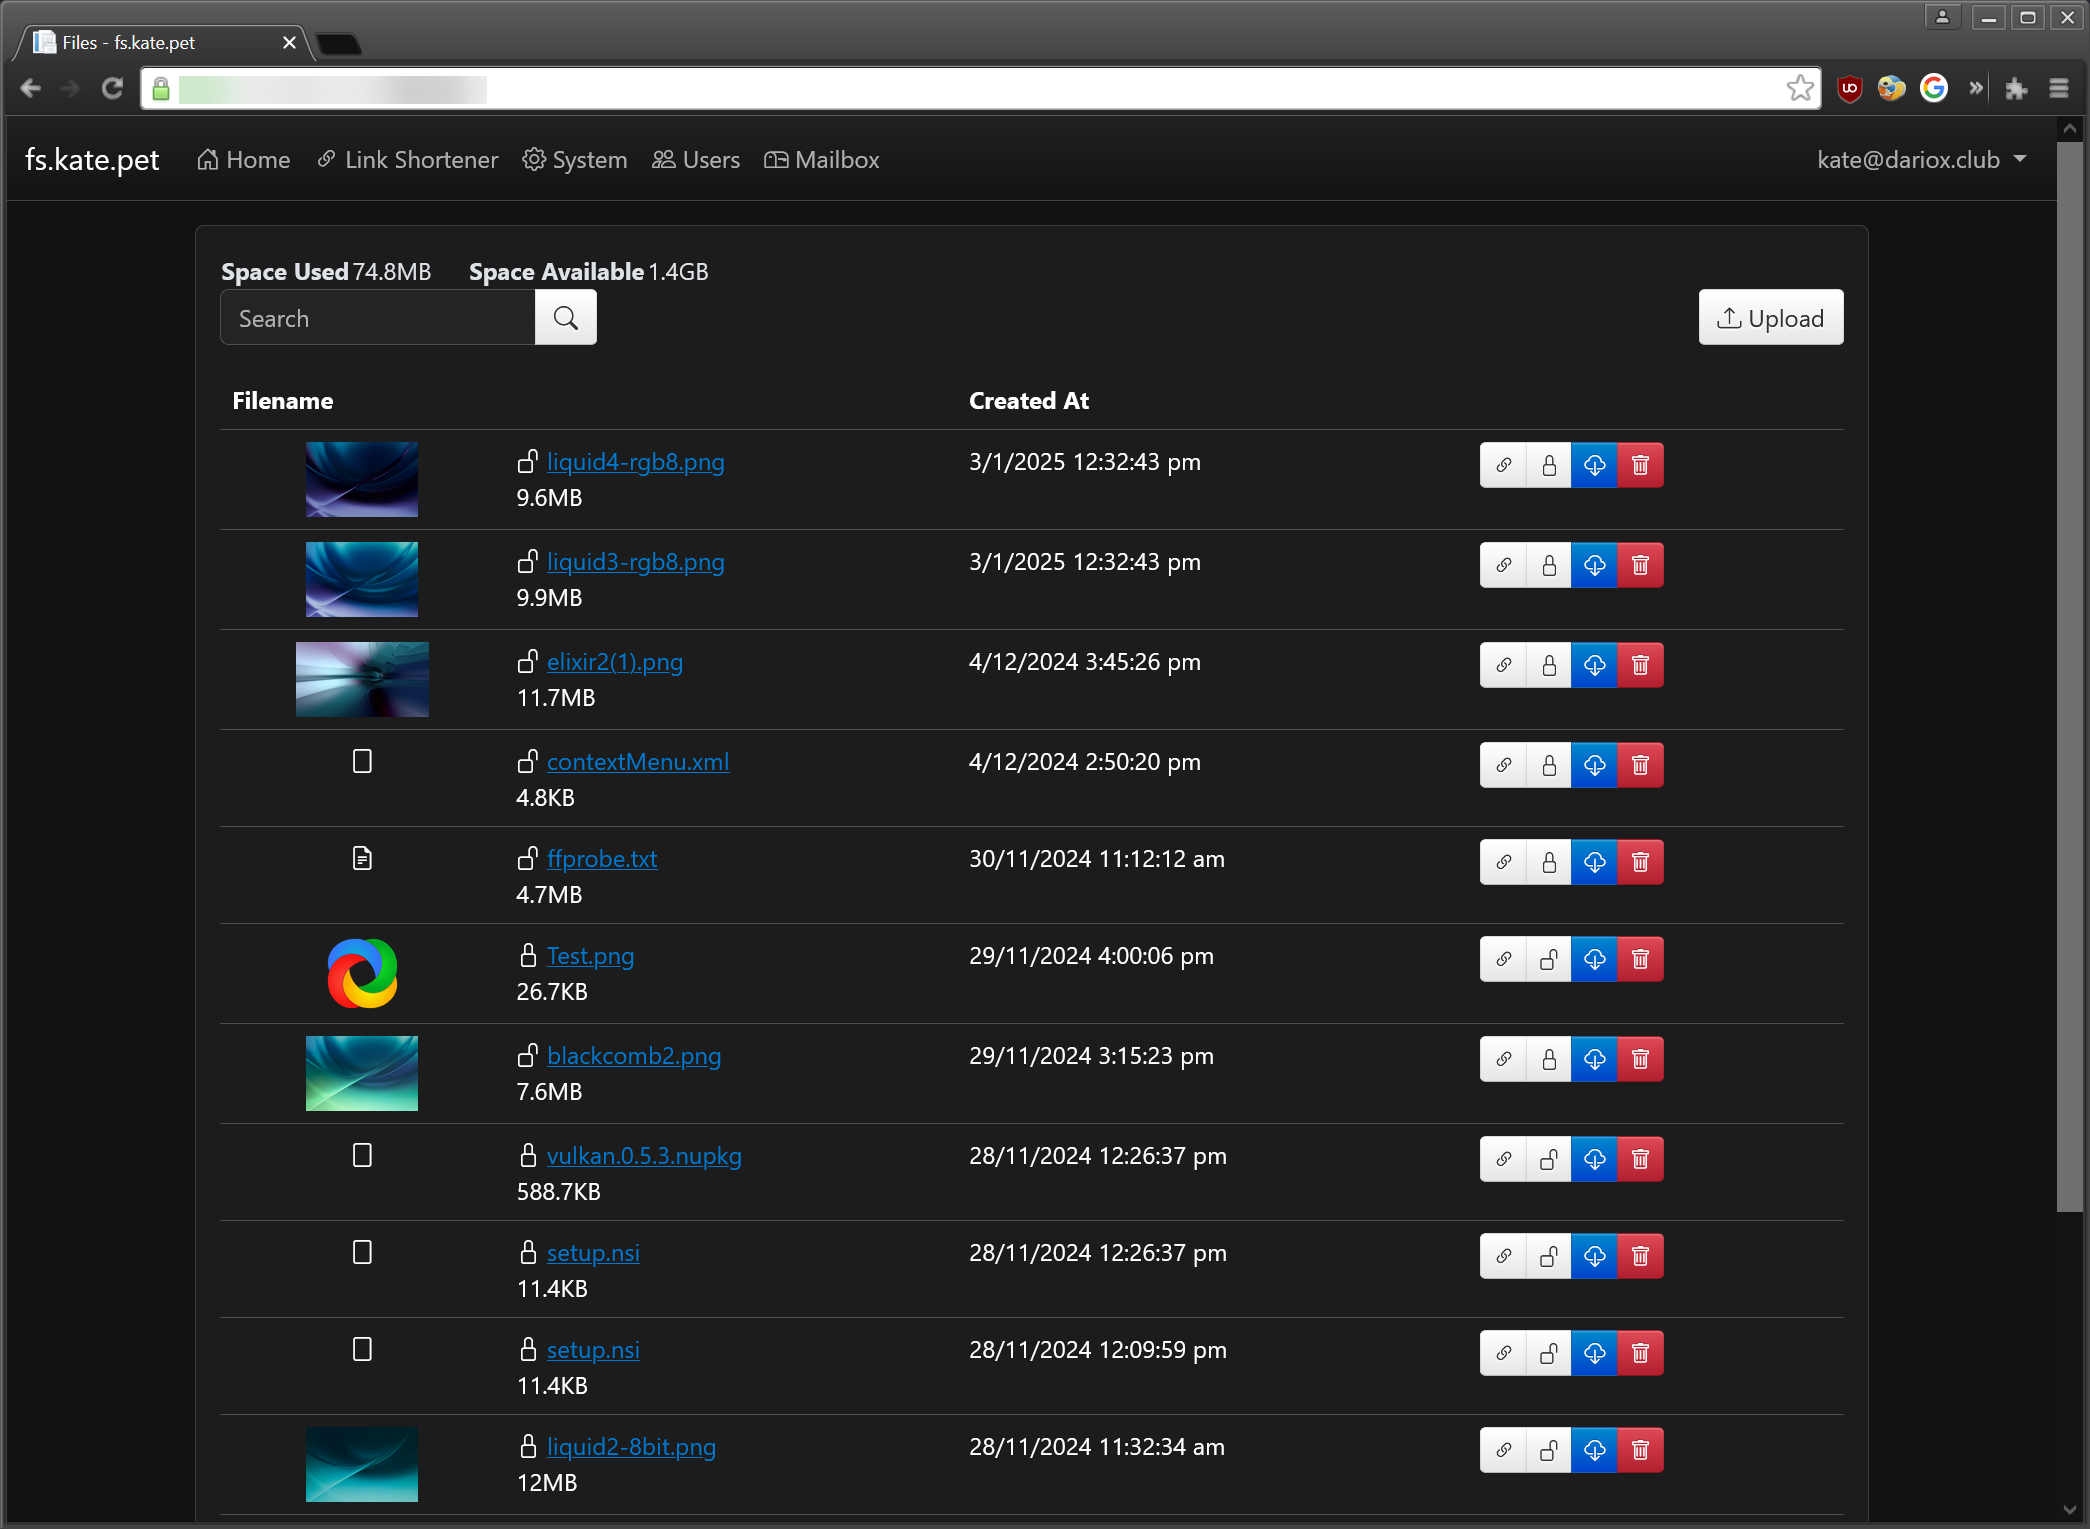 Files - fs.kate.pet
fs.kate.pet Home Link Shortener System Users Mailbox kate@dariox.club
Space Used 74.8MB Space Available 1.4GB
Search Upload
Filename Created At
liquid4-rgb8.png 3/1/2025 12:32:43 pm
9.6MB
liquid3-rgb8.png 3/1/2025 12:32:43 pm
9.9MB
elixir2(1).png 4/12/2024 3:45:26 pm
11.7MB
contextMenu.xml 4/12/2024 2:50:20 pm
4.8KB
ffprobe.txt 30/11/2024 11:12:12 am
4.7MB
Test.png 29/11/2024 4:00:06 pm
26.7KB
blackcomb2.png 29/11/2024 3:15:23 pm
7.6MB
vulkan.0.5.3.nupkg 28/11/2024 12:26:37 pm
588.7KB
setup.nsi 28/11/2024 12:26:37 pm
11.4KB
setup.nsi 28/11/2024 12:09:59 pm
11.4KB
liquid2-8bit.png 28/11/2024 11:32:34 am
12MB